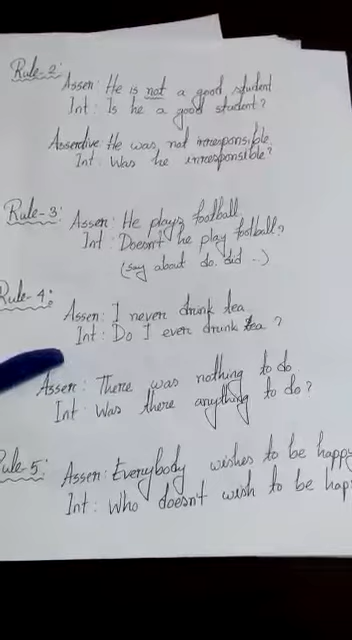 Rule-2:
Assen: He is not a good student
Int: Is he a good student?
Assertive He was, not irresponsible.
Int: Was he irresponsible?
Rule-3:
Assen: He plays football.
Int: Doesn't he play football?
(say about do. did ..)
Rule-4:
Assen: I never drink tea
Int: Do I ever drink tea?
Assen: There was nothing to do
Int: Was there anything to do?
Rule-5:
Assen: Everybody wishes to be happy
Int: Who doesn't wish to be hap